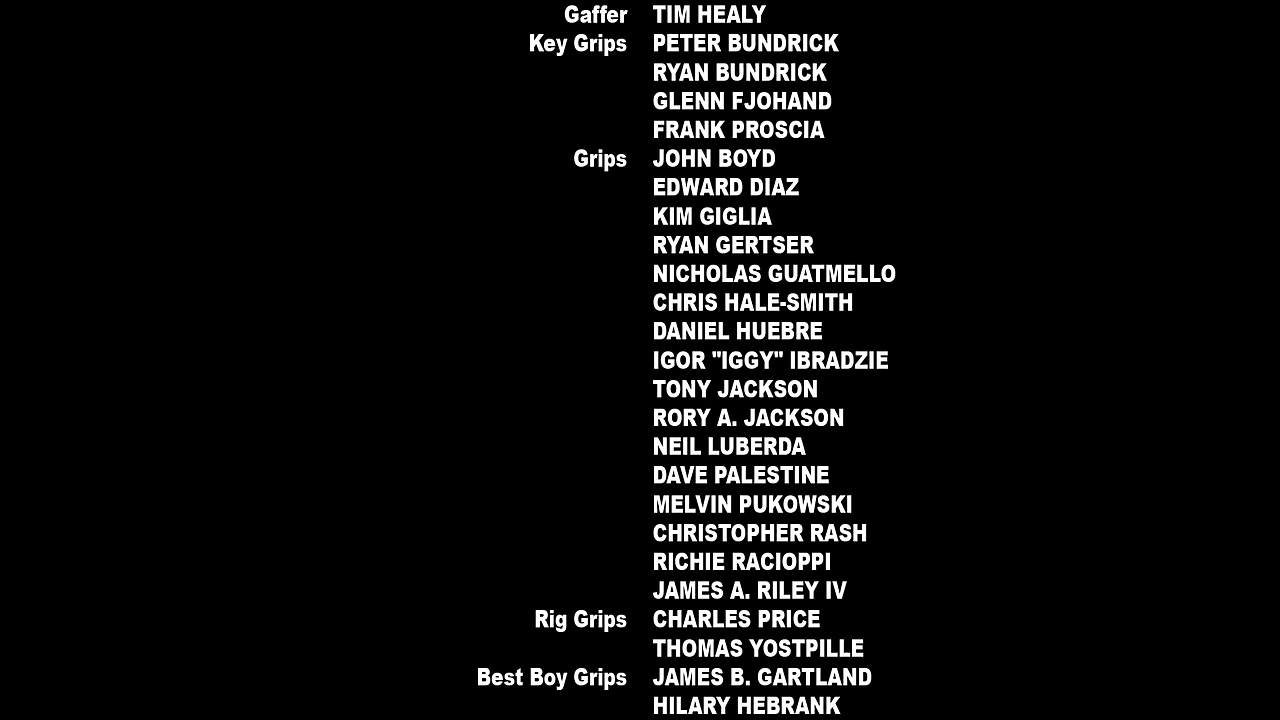 Gaffer TIM HEALY
Key Grips PETER BUNDRICK
RYAN BUNDRICK
GLENN FJOHAND
FRANK PROSCIA
Grips JOHN BOYD
EDWARD DIAZ
KIM GIGLIA
RYAN GERTSER
NICHOLAS GUATMELLO
CHRIS HALE-SMITH
DANIEL HUEBRE
IGOR "IGGY" IBRADZIE
TONY JACKSON
RORY A. JACKSON
NEIL LUBERDA
DAVE PALESTINE
MELVIN PUKOWSKI
CHRISTOPHER RASH
RICHIE RACIOPPI
JAMES A. RILEY IV
Rig Grips CHARLES PRICE
THOMAS YOSTPILLE
Best Boy Grips JAMES B. GARTLAND
HILARY HEBRANK